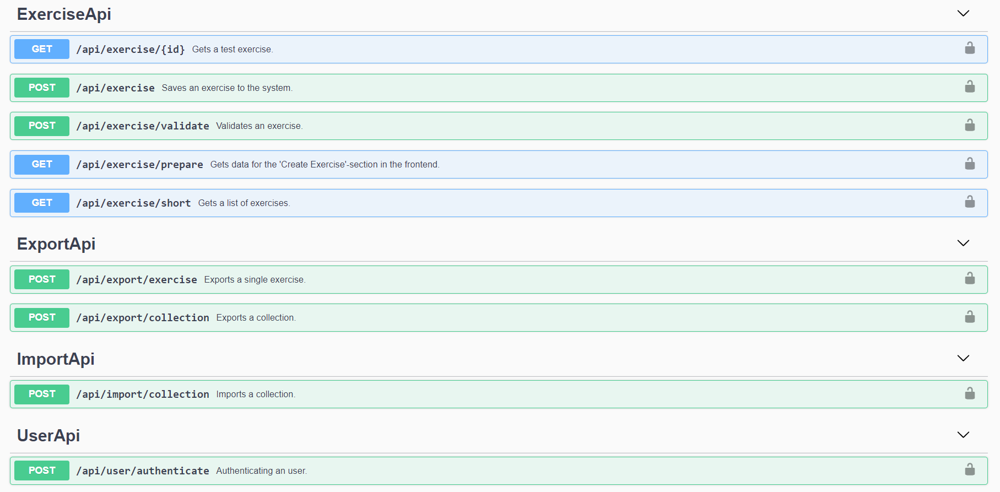 ExerciseApi
GET /api/exercise/{id} Gets a test exercise.
POST /api/exercise Saves an exercise to the system.
POST /api/exercise/validate Validates an exercise.
GET /api/exercise/prepare Gets data for the 'Create Exercise'-section in the frontend.
GET /api/exercise/short Gets a list of exercises.
ExportApi
POST /api/export/exercise Exports a single exercise.
POST /api/export/collection Exports a collection.
ImportApi
POST /api/import/collection Imports a collection.
UserApi
POST /api/user/authenticate Authenticating an user.